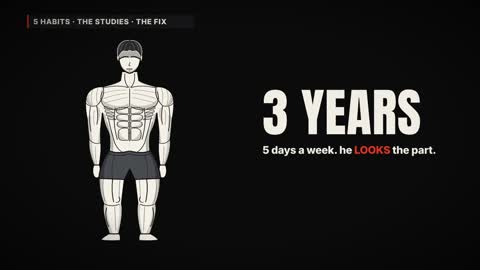 5 HABITS · THE STUDIES · THE FIX
3 YEARS
5 days a week. he LOOKS the part.